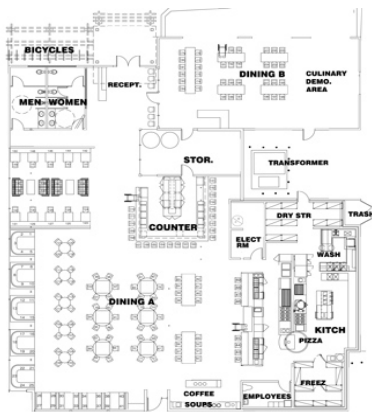 BICYCLES
RECEPT.
DINING B
CULINARY
DEMO.
AREA
MEN
WOMEN
STOR.
TRANSFORMER
DRY STR
TRASH
COUNTER
ELECT
RM
WASH
DINING A
KITCH
PIZZA
FREZ
COFFEE
SOUPS
EMPLOYEES